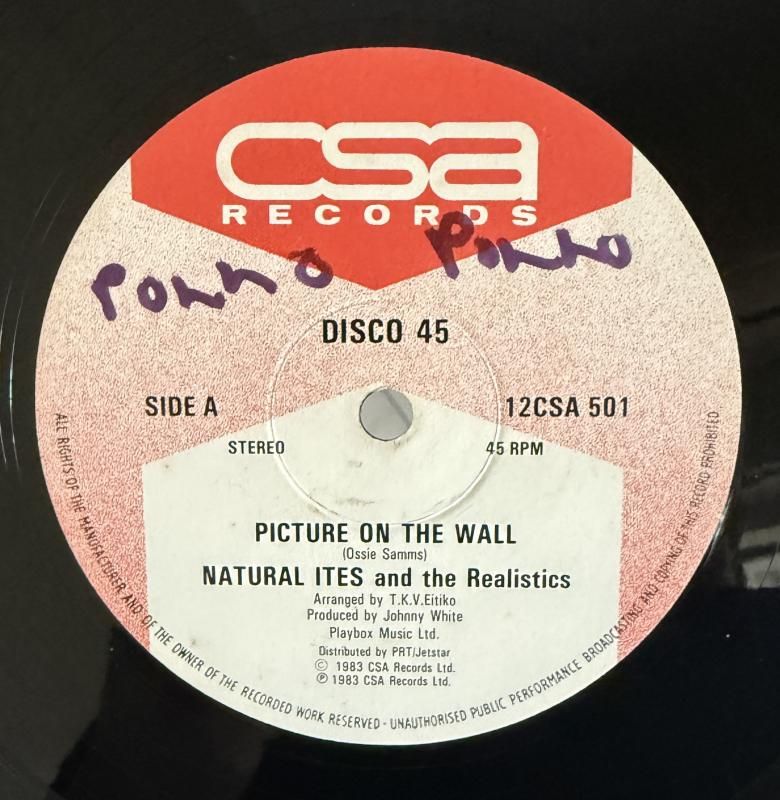 csa
RECORDS
DISCO 45
SIDE A
12CSA 501
STEREO
45 RPM
PICTURE ON THE WALL
(Ossie Samms)
NATURAL ITES and the Realistics
Arranged by T.K.V.Eitiko
Produced by Johnny White
Playbox Music Ltd.
Distributed by PRT/Jetstar
© 1983 CSA Records Ltd.
℗ 1983 CSA Records Ltd.
ALL RIGHTS OF THE MANUFACTURER AND OF THE OWNER OF THE RECORDED WORK RESERVED - UNAUTHORISED PUBLIC PERFORMANCE BROADCASTING AND COPYING OF THIS RECORD PROHIBITED